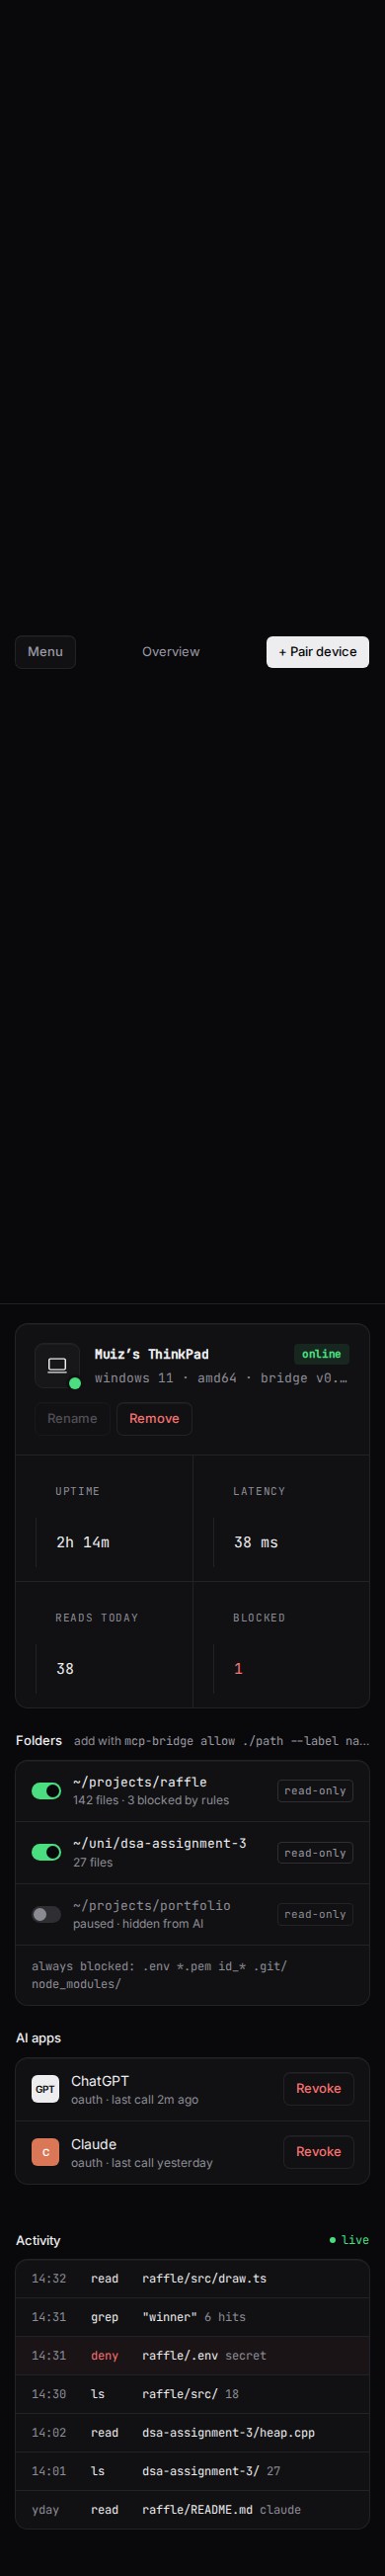 Menu Overview + Pair device
Muiz’s ThinkPad online
windows 11 · amd64 · bridge v0.…
Rename Remove
UPTIME LATENCY
2h 14m 38 ms
READS TODAY BLOCKED
38 1
Folders add with mcp-bridge allow ./path --label na…
~/projects/raffle read-only
142 files · 3 blocked by rules
~/uni/dsa-assignment-3 read-only
27 files
~/projects/portfolio read-only
paused · hidden from AI
always blocked: .env *.pem id_* .git/
node_modules/
AI apps
GPT ChatGPT Revoke
oauth · last call 2m ago
C Claude Revoke
oauth · last call yesterday
Activity live
14:32 read raffle/src/draw.ts
14:31 grep "winner" 6 hits
14:31 deny raffle/.env secret
14:30 ls raffle/src/ 18
14:02 read dsa-assignment-3/heap.cpp
14:01 ls dsa-assignment-3/ 27
yday read raffle/README.md claude